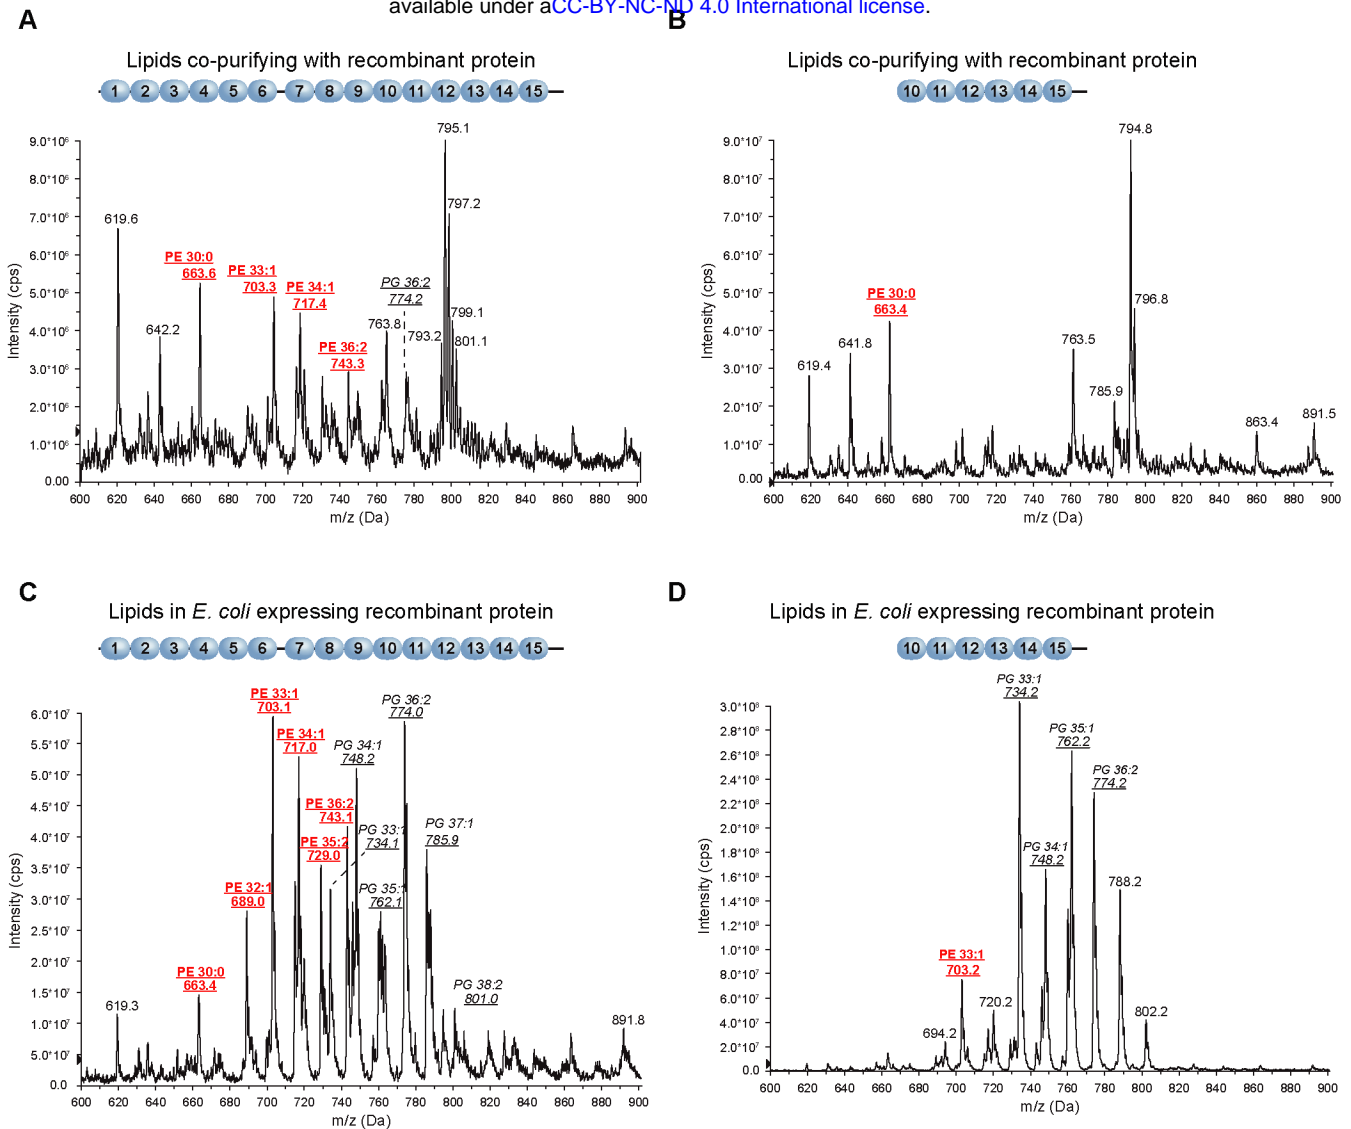 available under aCC-BY-NC-ND 4.0 International license.
A
Lipids co-purifying with recombinant protein
1 2 3 4 5 6 7 8 9 10 11 12 13 14 15
9.0*10⁶
8.0*10⁶
7.0*10⁶
6.0*10⁶
5.0*10⁶
4.0*10⁶
3.0*10⁶
2.0*10⁶
1.0*10⁶
0.00
Intensity (cps)
619.6
642.2
PE 30:0
663.6
PE 33:1
703.3
PE 34:1
717.4
PE 36:2
743.3
763.8
PG 36:2
774.2
793.2
795.1
797.2
799.1
801.1
600 620 640 660 680 700 720 740 760 780 800 820 840 860 880 900
m/z (Da)
B
Lipids co-purifying with recombinant protein
10 11 12 13 14 15
9.0*10⁷
8.0*10⁷
7.0*10⁷
6.0*10⁷
5.0*10⁷
4.0*10⁷
3.0*10⁷
2.0*10⁷
1.0*10⁷
0.00
Intensity (cps)
619.4
641.8
PE 30:0
663.4
763.5
785.9
794.8
796.8
863.4
891.5
600 620 640 660 680 700 720 740 760 780 800 820 840 860 880 900
m/z (Da)
C
Lipids in E. coli expressing recombinant protein
1 2 3 4 5 6 7 8 9 10 11 12 13 14 15
6.0*10⁷
5.5*10⁷
5.0*10⁷
4.5*10⁷
4.0*10⁷
3.5*10⁷
3.0*10⁷
2.5*10⁷
2.0*10⁷
1.5*10⁷
1.0*10⁷
5.0*10⁶
0.0
Intensity (cps)
619.3
PE 30:0
663.4
PE 32:1
689.0
PE 33:1
703.1
PE 34:1
717.0
PE 35:2
729.0
PG 33:1
734.1
PE 36:2
743.1
PG 34:1
748.2
PG 35:1
762.1
PG 36:2
774.0
PG 37:1
785.9
PG 38:2
801.0
891.8
600 620 640 660 680 700 720 740 760 780 800 820 840 860 880 900
m/z (Da)
D
Lipids in E. coli expressing recombinant protein
10 11 12 13 14 15
3.0*10⁸
2.8*10⁸
2.6*10⁸
2.4*10⁸
2.2*10⁸
2.0*10⁸
1.8*10⁸
1.6*10⁸
1.4*10⁸
1.2*10⁸
1.0*10⁸
8.0*10⁷
6.0*10⁷
4.0*10⁷
2.0*10⁷
0.0
Intensity (cps)
694.2
PE 33:1
703.2
720.2
PG 33:1
734.2
PG 34:1
748.2
PG 35:1
762.2
PG 36:2
774.2
788.2
802.2
600 620 640 660 680 700 720 740 760 780 800 820 840 860 880 900
m/z (Da)